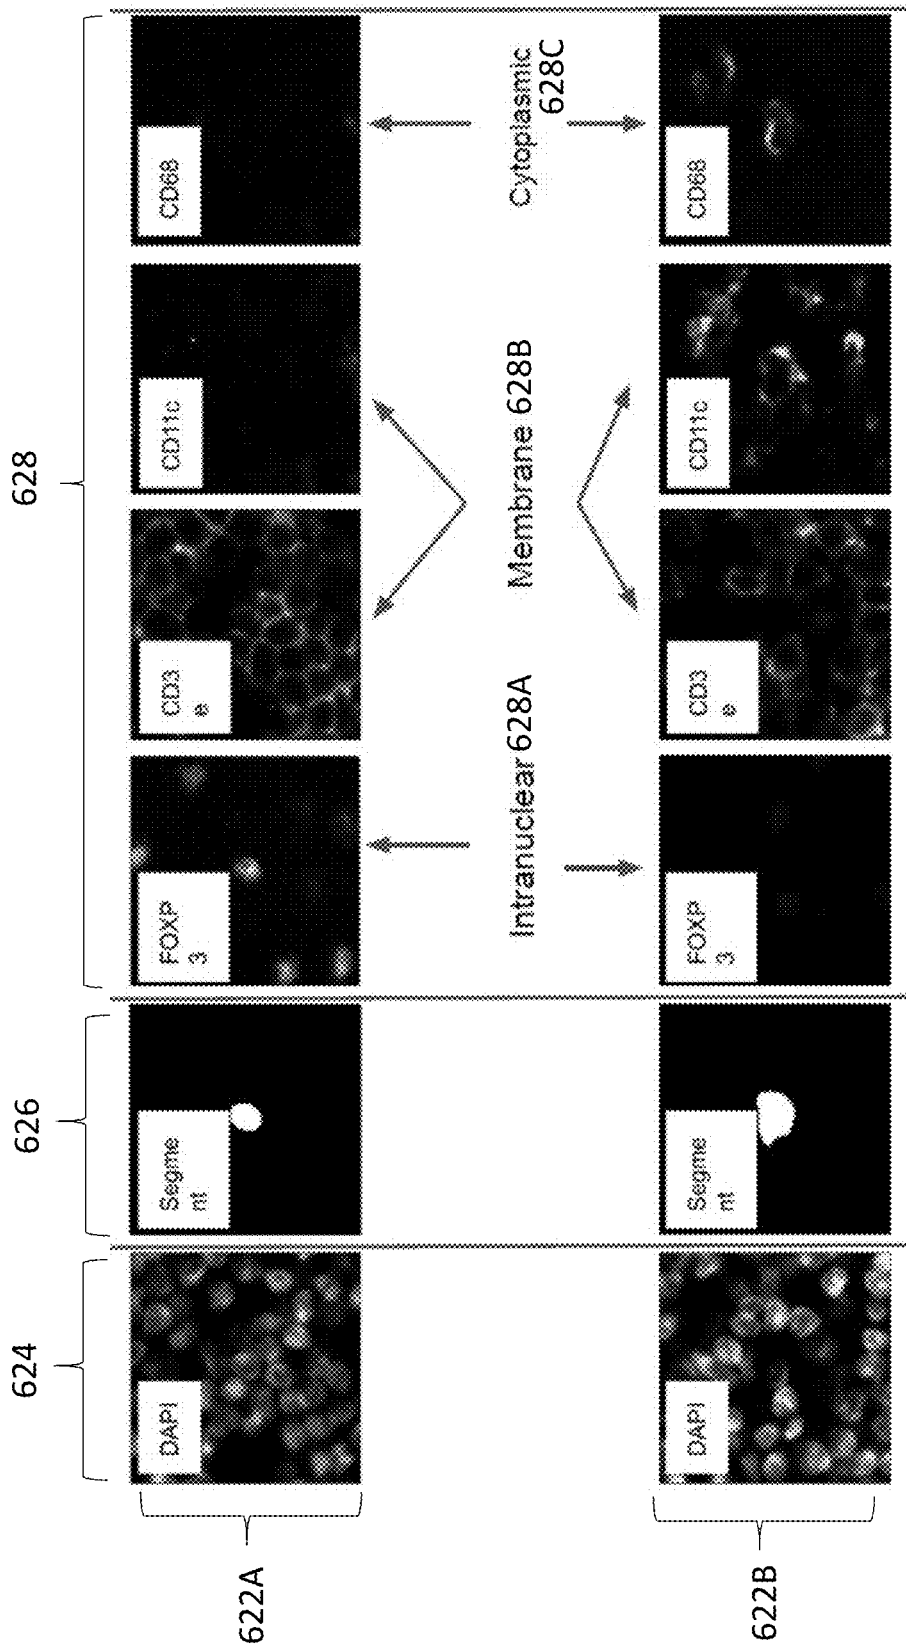 624
626
628
622A
DAPI
Segme
nt
FOXP
3
CD3
e
CD11c
CD68
Intranuclear 628A
Membrane 628B
Cytoplasmic
628C
622B
DAPI
Segme
nt
FOXP
3
CD3
e
CD11c
CD68